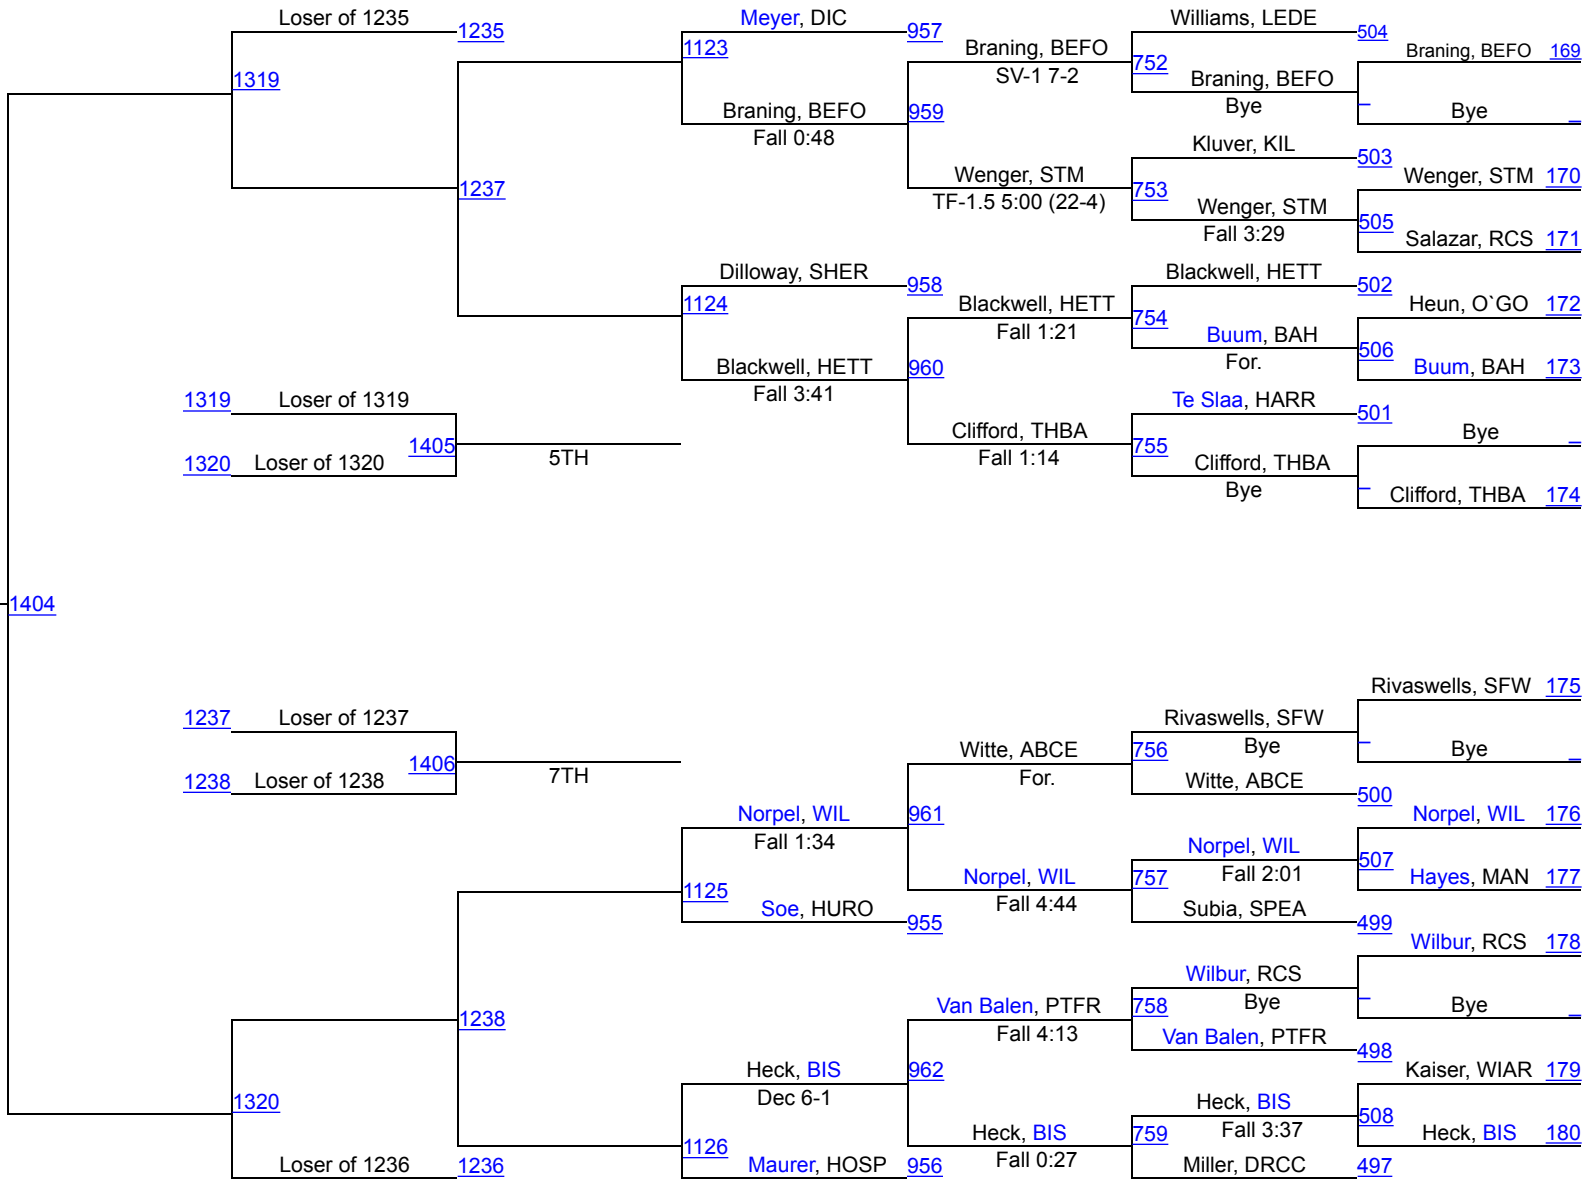 Loser of 1235
1235
1319
Meyer, DIC
957
1123
Braning, BEFO
SV-1 7-2
Williams, LEDE
504
752
Braning, BEFO
Bye
Braning, BEFO 169
_
Bye _
Braning, BEFO
Fall 0:48
959
Kluver, KIL
503
Wenger, STM 170
1237
Wenger, STM
TF-1.5 5:00 (22-4)
753
Wenger, STM
Fall 3:29
505
Salazar, RCS 171
Dilloway, SHER
958
1124
Blackwell, HETT
Fall 1:21
Blackwell, HETT
502
754
Buum, BAH
For.
Heun, O`GO 172
506
Buum, BAH 173
Blackwell, HETT
Fall 3:41
960
1319 Loser of 1319
1405
1320 Loser of 1320
5TH
Clifford, THBA
Fall 1:14
Te Slaa, HARR
501
755
Clifford, THBA
Bye
Bye _
_
Clifford, THBA 174
1404
1237 Loser of 1237
1406
1238 Loser of 1238
7TH
Witte, ABCE
For.
Rivaswells, SFW
Bye
756
Witte, ABCE
500
Rivaswells, SFW 175
_
Bye _
Norpel, WIL
Fall 1:34
961
Norpel, WIL 176
1125
Norpel, WIL
Fall 4:44
757
Norpel, WIL
Fall 2:01
507
Hayes, MAN 177
Soe, HURO
955
Subia, SPEA
499
Wilbur, RCS 178
1238
Van Balen, PTFR
Fall 4:13
Wilbur, RCS
Bye
758
Van Balen, PTFR
498
_
Bye _
1320
Heck, BIS
Dec 6-1
962
Kaiser, WIAR 179
Loser of 1236
1236
1126
Maurer, HOSP
956
Heck, BIS
Fall 0:27
Heck, BIS
Fall 3:37
759
Miller, DRCC
497
508
Heck, BIS 180